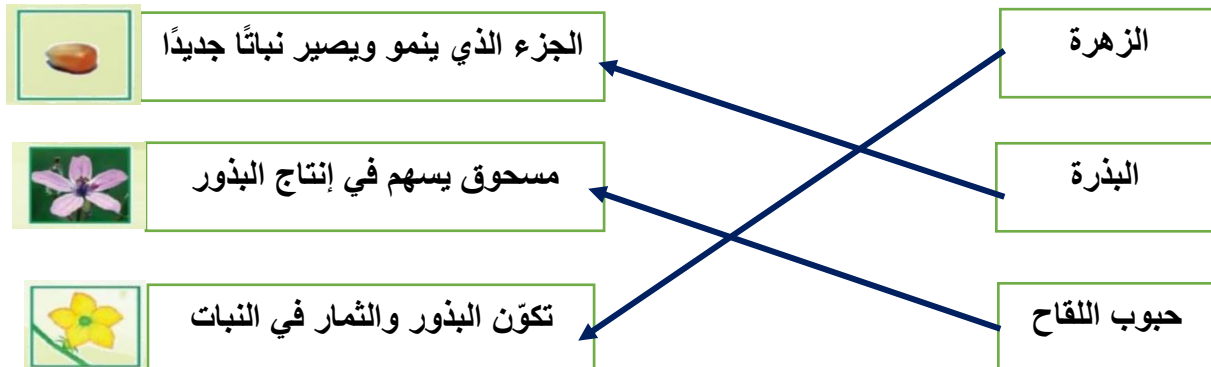 الزهرة
الجزء الذي ينمو ويصير نباتًا جديدًا
البذرة
مسحوق يسهم في إنتاج البذور
حبوب اللقاح
تكوّن البذور والثمار في النبات